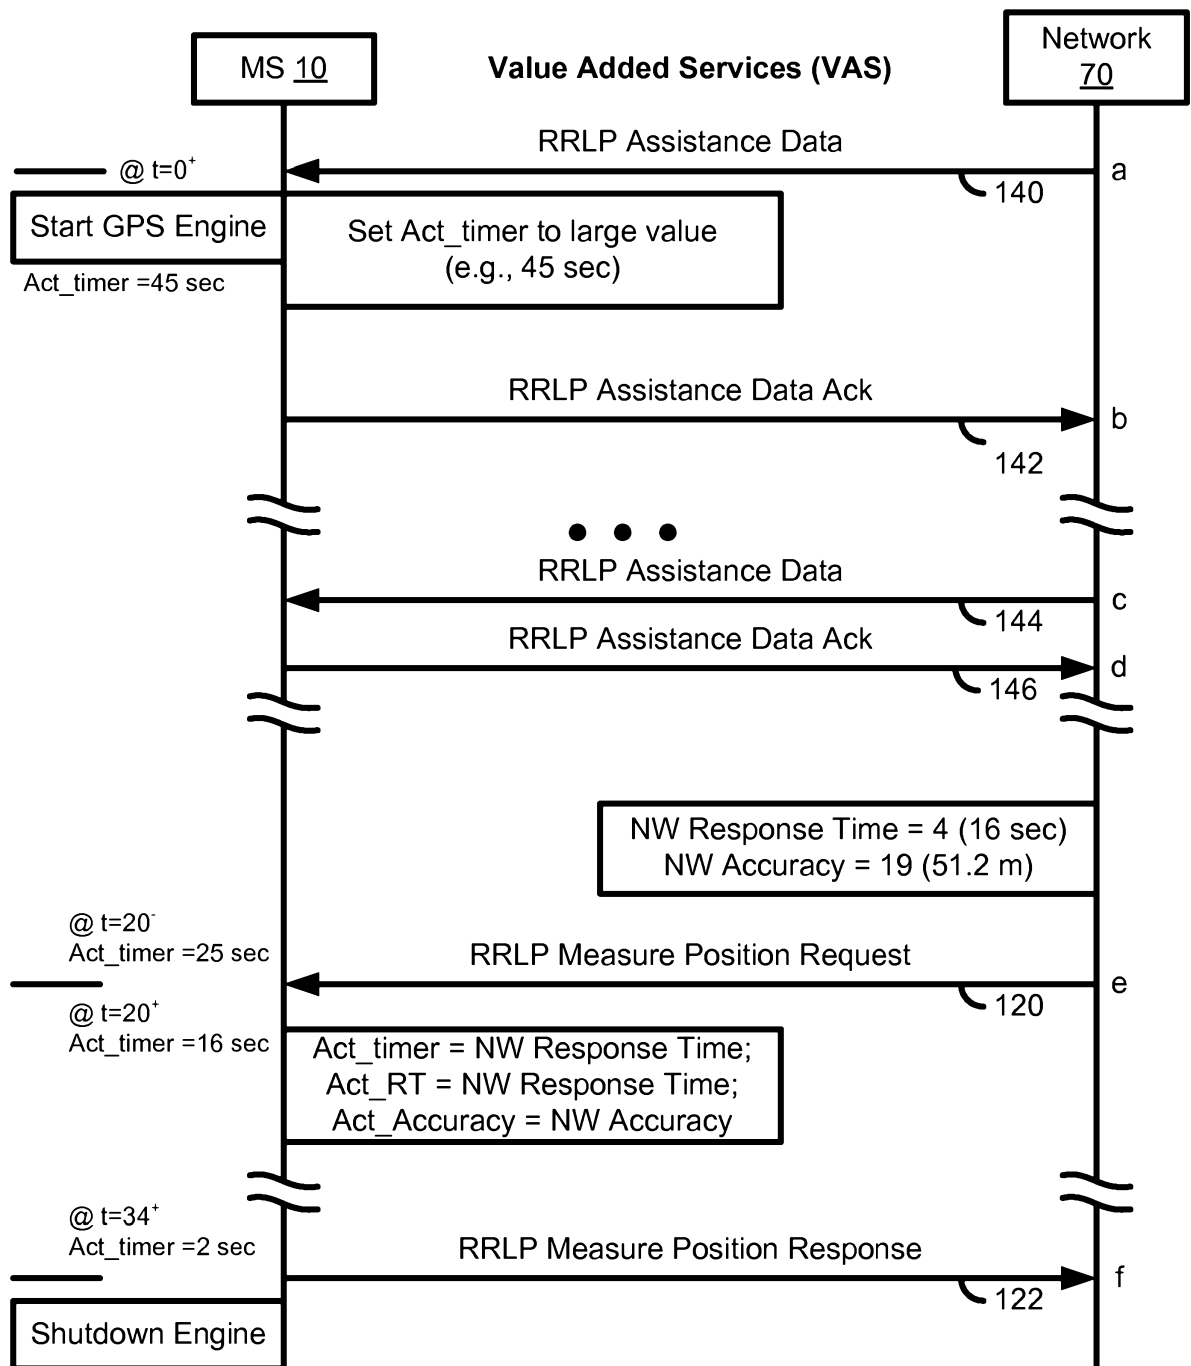 MS 10
Value Added Services (VAS)
Network
70
RRLP Assistance Data
@ t=0⁺
a
140
Start GPS Engine
Set Act_timer to large value
(e.g., 45 sec)
Act_timer =45 sec
RRLP Assistance Data Ack
b
142
RRLP Assistance Data
c
144
RRLP Assistance Data Ack
d
146
NW Response Time = 4 (16 sec)
NW Accuracy = 19 (51.2 m)
@ t=20⁻
Act_timer =25 sec
RRLP Measure Position Request
e
120
@ t=20⁺
Act_timer =16 sec
Act_timer = NW Response Time;
Act_RT = NW Response Time;
Act_Accuracy = NW Accuracy
@ t=34⁺
Act_timer =2 sec
RRLP Measure Position Response
f
122
Shutdown Engine